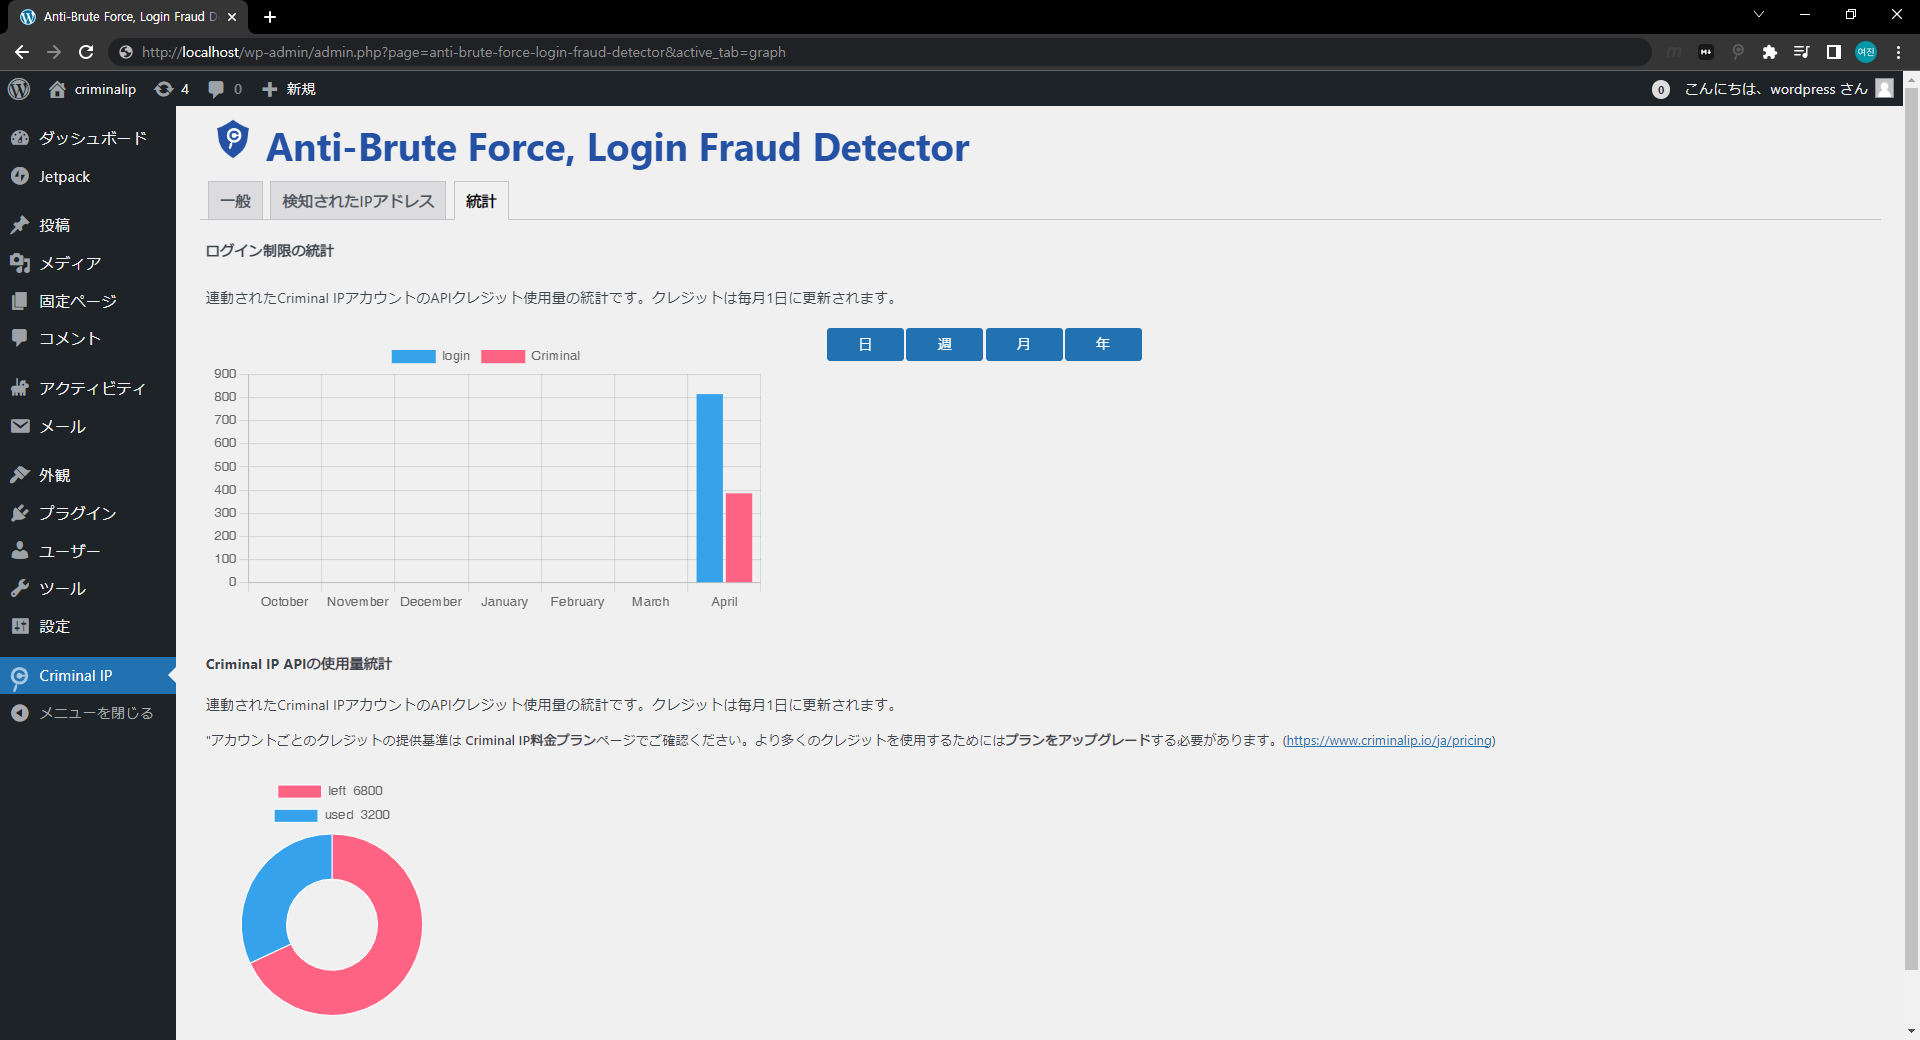 Anti-Brute Force, Login Fraud D
http://localhost/wp-admin/admin.php?page=anti-brute-force-login-fraud-detector&active_tab=graph
여진
criminalip
4
0
新規
0
こんにちは、wordpress さん
ダッシュボード
Jetpack
投稿
メディア
固定ページ
コメント
アクティビティ
メール
外観
プラグイン
ユーザー
ツール
設定
Criminal IP
メニューを閉じる
Anti-Brute Force, Login Fraud Detector
一般
検知されたIPアドレス
統計
ログイン制限の統計
連動されたCriminal IPアカウントのAPIクレジット使用量の統計です。クレジットは毎月1日に更新されます。
日
週
月
年
login
Criminal
900
800
700
600
500
400
300
200
100
0
October
November
December
January
February
March
April
Criminal IP APIの使用量統計
連動されたCriminal IPアカウントのAPIクレジット使用量の統計です。クレジットは毎月1日に更新されます。
"アカウントごとのクレジットの提供基準は Criminal IP料金プランページでご確認ください。より多くのクレジットを使用するためにはプランをアップグレードする必要があります。(https://www.criminalip.io/ja/pricing)
left 6800
used 3200